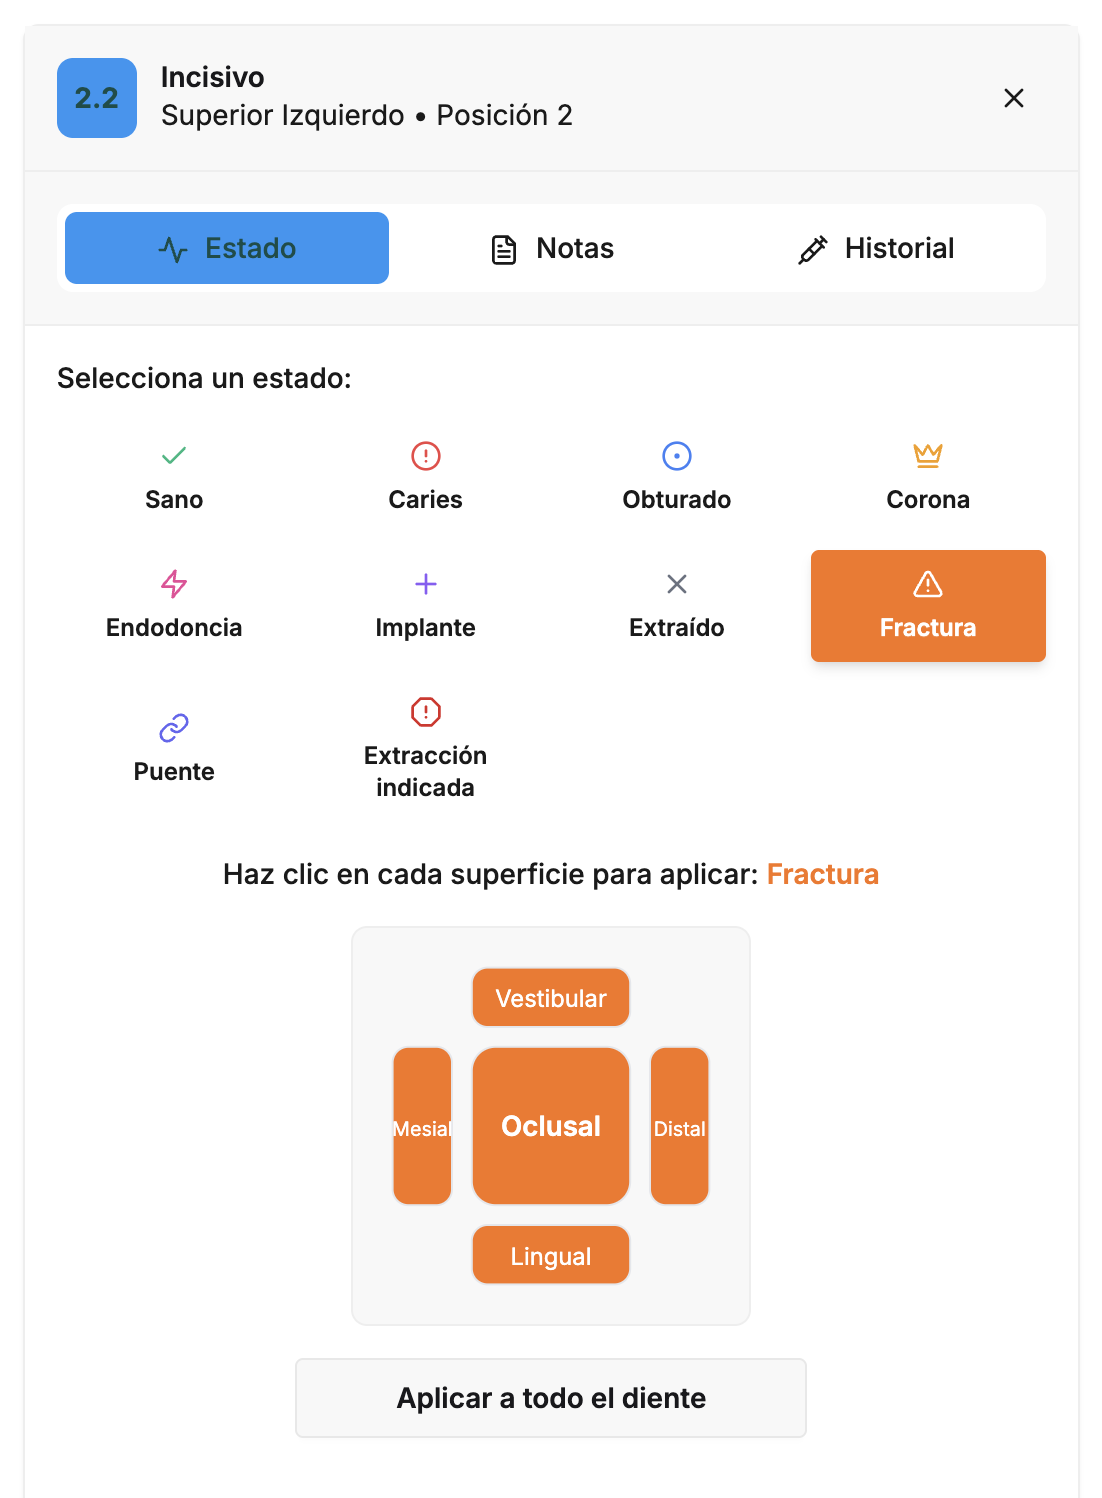 2.2
Incisivo
Superior Izquierdo • Posición 2
Estado
Notas
Historial
Selecciona un estado:
Sano
Caries
Obturado
Corona
Endodoncia
Implante
Extraído
Fractura
Puente
Extracción
indicada
Haz clic en cada superficie para aplicar: Fractura
Vestibular
Mesial
Oclusal
Distal
Lingual
Aplicar a todo el diente